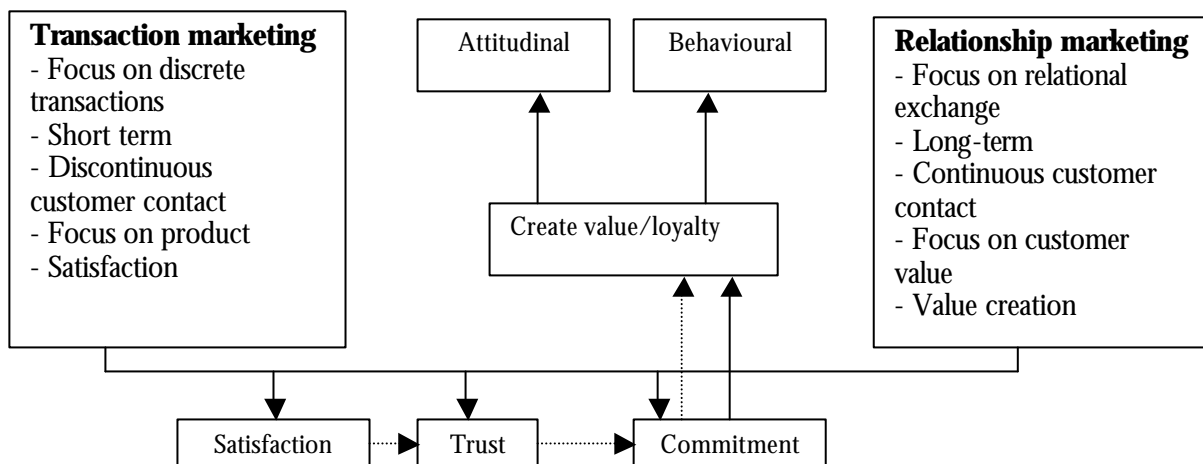 Transaction marketing
- Focus on discrete
transactions
- Short term
- Discontinuous
customer contact
- Focus on product
- Satisfaction
Attitudinal
Behavioural
Relationship marketing
- Focus on relational
exchange
- Long-term
- Continuous customer
contact
- Focus on customer
value
- Value creation
Create value/loyalty
Satisfaction
Trust
Commitment